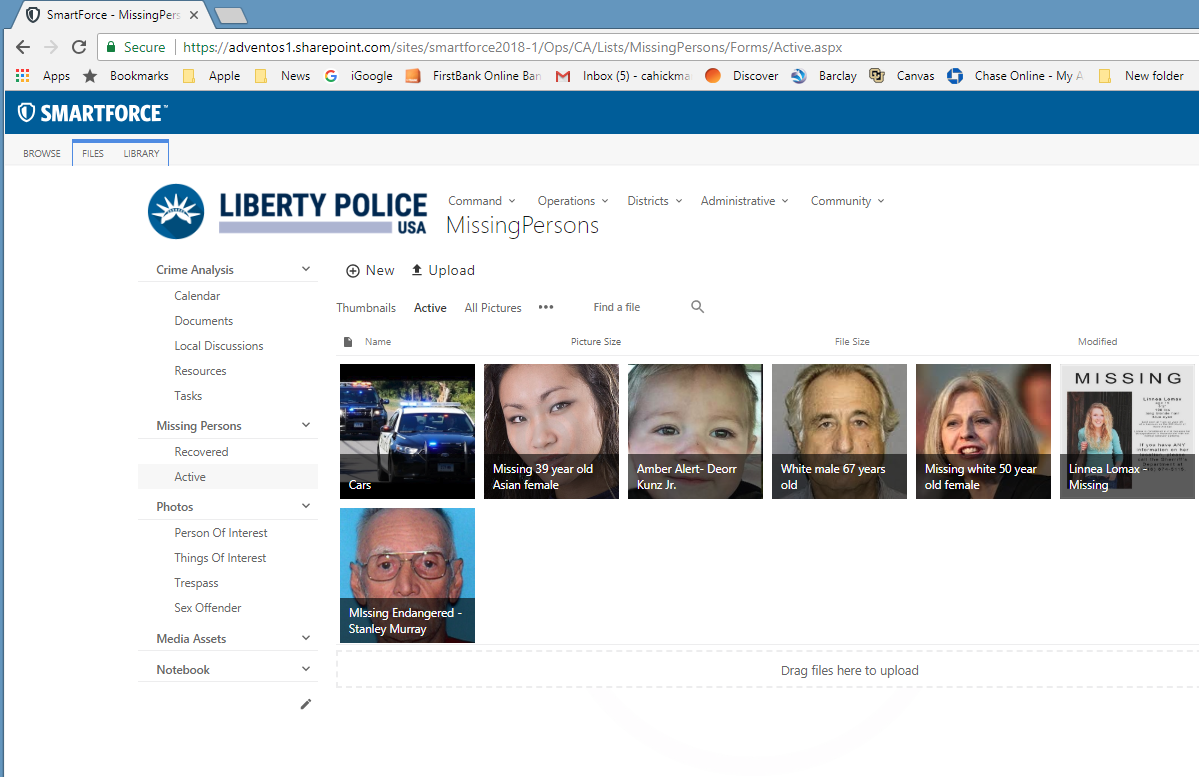 SmartForce - MissingPers
Secure
https://adventos1.sharepoint.com/sites/smartforce2018-1/Ops/CA/Lists/MissingPersons/Forms/Active.aspx
Apps Bookmarks Apple News iGoogle FirstBank Online Ban Inbox (5) - cahickma Discover Barclay Canvas Chase Online - My A New folder
SMARTFORCE™
BROWSE FILES LIBRARY
LIBERTY POLICE
USA
Command Operations Districts Administrative Community
MissingPersons
Crime Analysis
Calendar
Documents
Local Discussions
Resources
Tasks
Missing Persons
Recovered
Active
Photos
Person Of Interest
Things Of Interest
Trespass
Sex Offender
Media Assets
Notebook
New Upload
Thumbnails Active All Pictures ••• Find a file
Name Picture Size File Size Modified
Cars
Missing 39 year old
Asian female
Amber Alert- Deorr
Kunz Jr.
White male 67 years
old
Missing white 50 year
old female
MISSING
Linnea Lomax
If you have ANY
information on her
Linnea Lomax -
Missing
MIssing Endangered -
Stanley Murray
Drag files here to upload